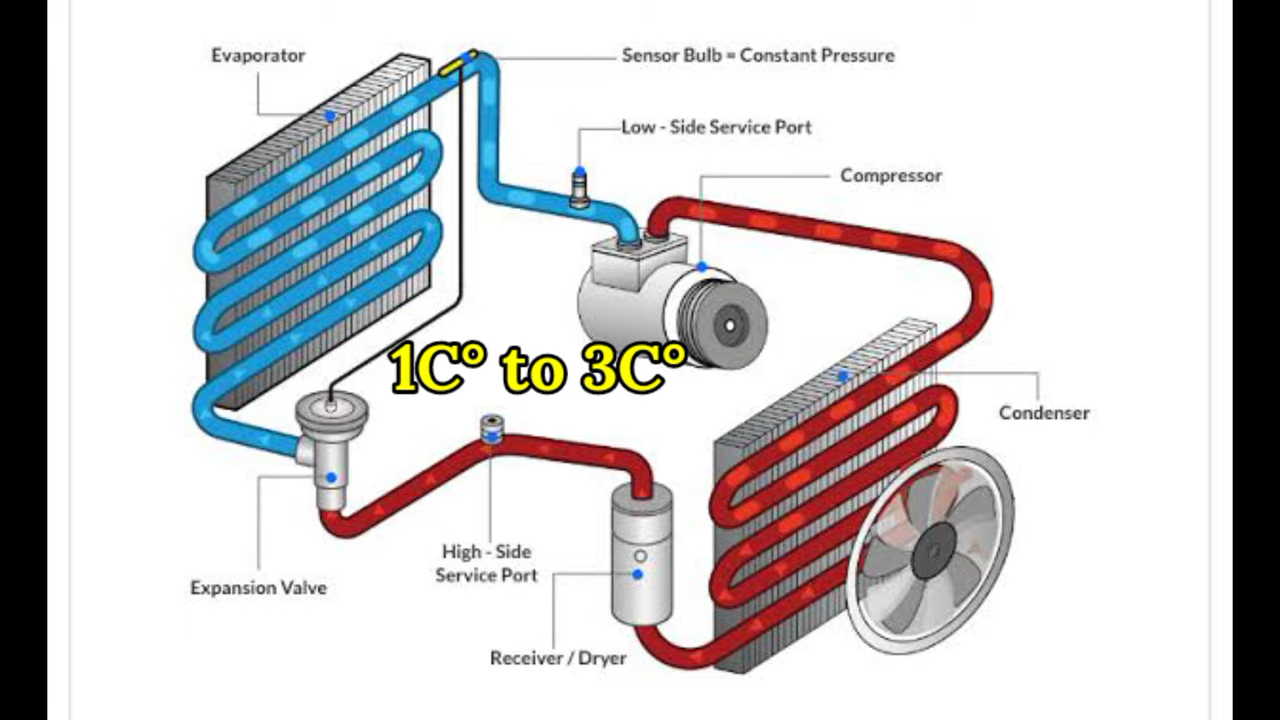 Evaporator
Sensor Bulb = Constant Pressure
Low - Side Service Port
Compressor
1C° to 3C°
Condenser
High - Side
Service Port
Expansion Valve
Receiver / Dryer